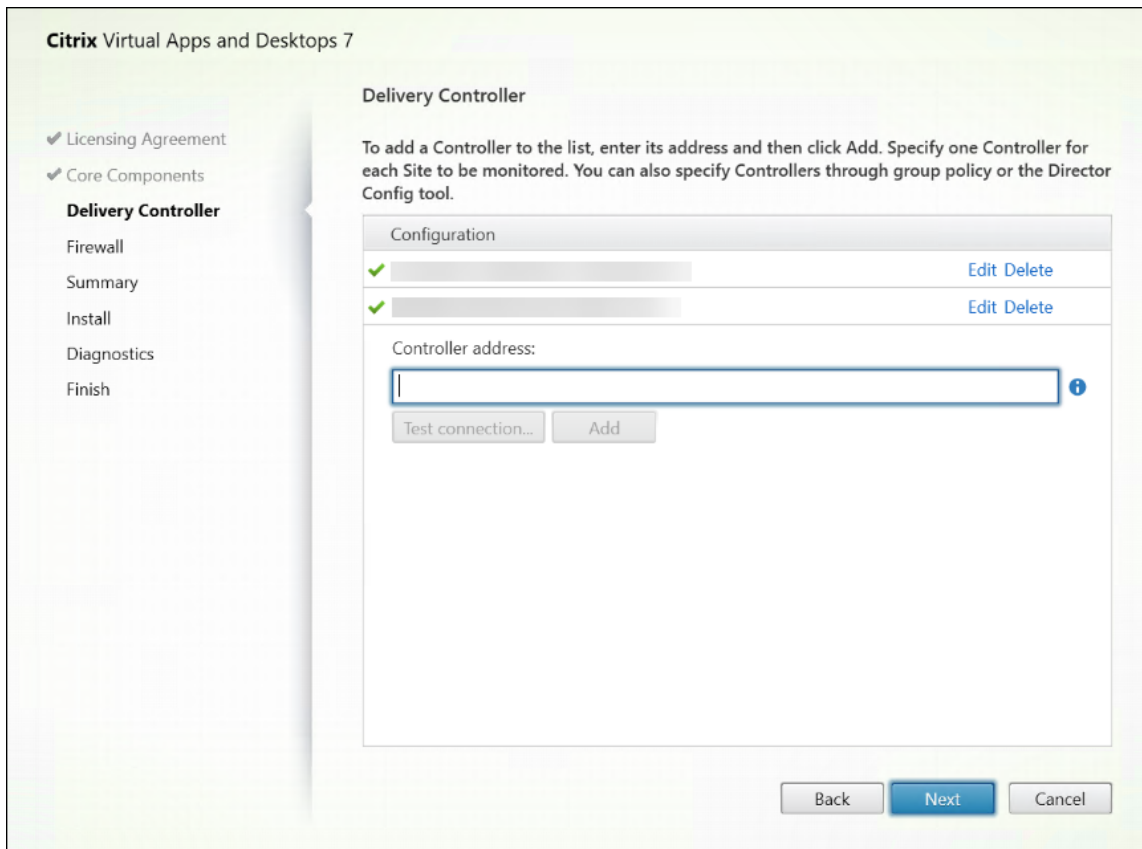 Citrix Virtual Apps and Desktops 7
Licensing Agreement
Core Components
Delivery Controller
Firewall
Summary
Install
Diagnostics
Finish
Delivery Controller
To add a Controller to the list, enter its address and then click Add. Specify one Controller for
each Site to be monitored. You can also specify Controllers through group policy or the Director
Config tool.
Configuration
Edit Delete
Edit Delete
Controller address:
Test connection... Add
Back Next Cancel